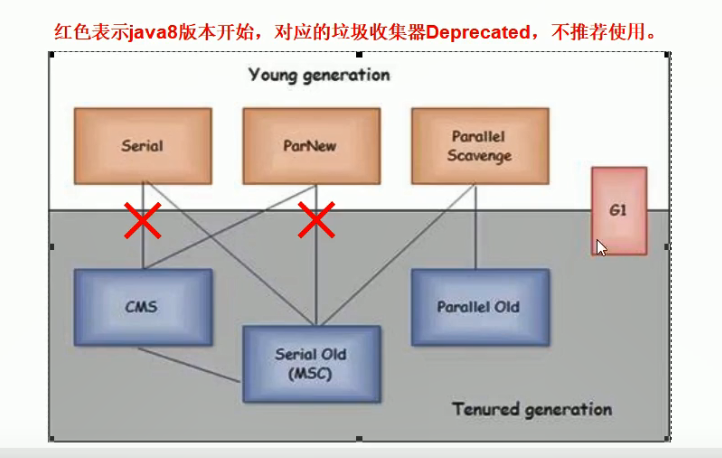 红色表示java8版本开始，对应的垃圾收集器Deprecated，不推荐使用。
Young generation
Serial
ParNew
Parallel
Scavenge
G1
CMS
Parallel Old
Serial Old
(MSC)
Tenured generation